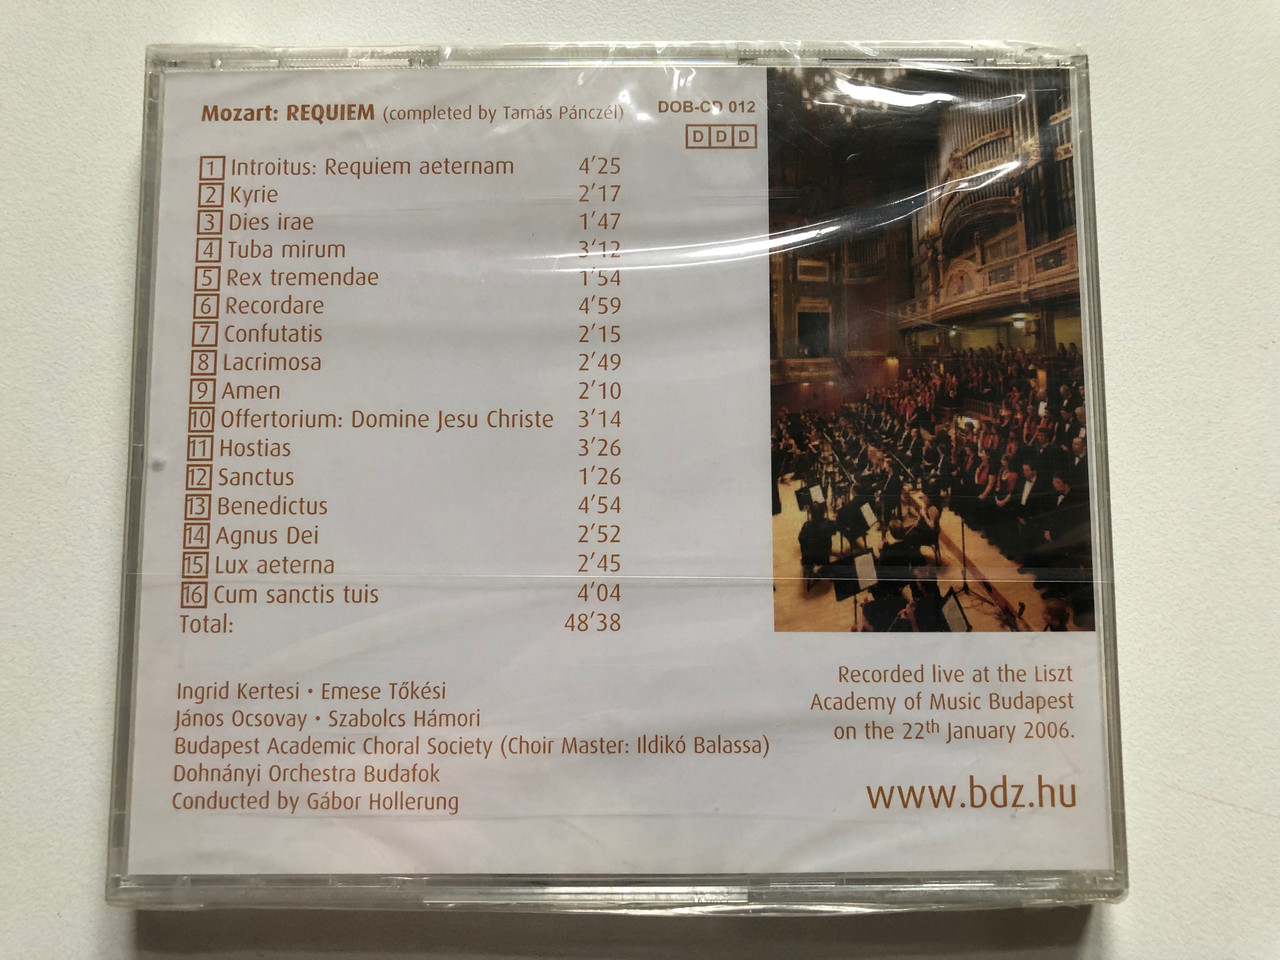 Mozart: REQUIEM (completed by Tamás Pánczél)
DOB-CD 012
DDD
1 Introitus: Requiem aeternam 4'25
2 Kyrie 2'17
3 Dies irae 1'47
4 Tuba mirum 3'12
5 Rex tremendae 1'54
6 Recordare 4'59
7 Confutatis 2'15
8 Lacrimosa 2'49
9 Amen 2'10
10 Offertorium: Domine Jesu Christe 3'14
11 Hostias 3'26
12 Sanctus 1'26
13 Benedictus 4'54
14 Agnus Dei 2'52
15 Lux aeterna 2'45
16 Cum sanctis tuis 4'04
Total: 48'38
Ingrid Kertesi • Emese Tőkési
János Ocsovay • Szabolcs Hámori
Budapest Academic Choral Society (Choir Master: Ildikó Balassa)
Dohnányi Orchestra Budafok
Conducted by Gábor Hollerung
Recorded live at the Liszt
Academy of Music Budapest
on the 22th January 2006.
www.bdz.hu